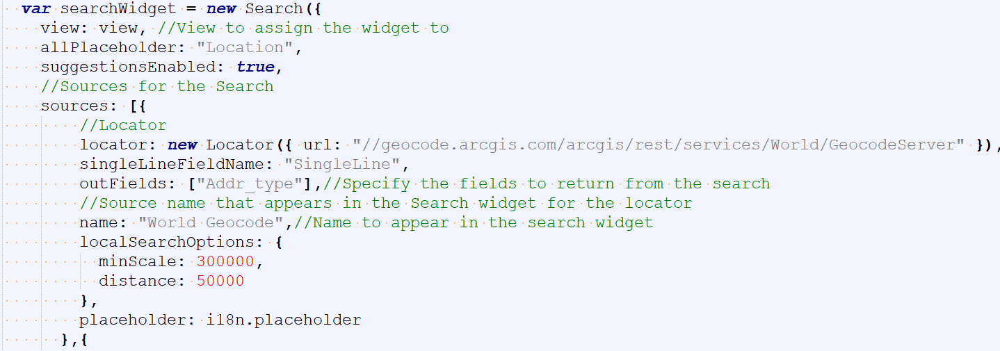 var searchWidget = new Search({
view: view, //View to assign the widget to
allPlaceholder: "Location",
suggestionsEnabled: true,
//Sources for the Search
sources: [{
//Locator
locator: new Locator({ url: "//geocode.arcgis.com/arcgis/rest/services/World/GeocodeServer" }),
singleLineFieldName: "SingleLine",
outFields: ["Addr_type"],//Specify the fields to return from the search
//Source name that appears in the Search widget for the locator
name: "World Geocode",//Name to appear in the search widget
localSearchOptions: {
minScale: 300000,
distance: 50000
},
placeholder: i18n.placeholder
},{